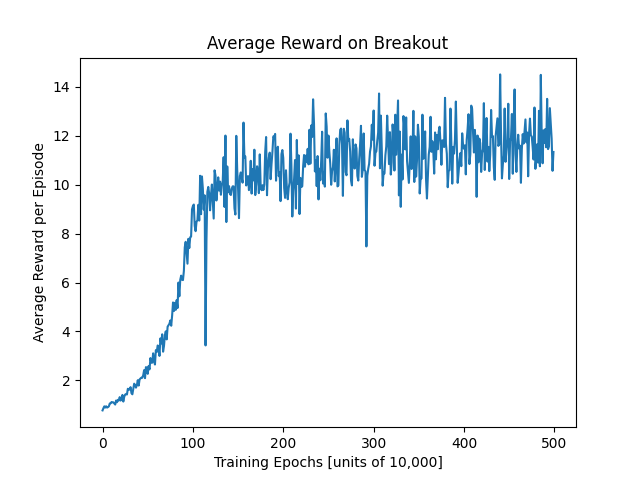 Average Reward on Breakout
Average Reward per Episode
14
12
10
8
6
4
2
0 100 200 300 400 500
Training Epochs [units of 10,000]